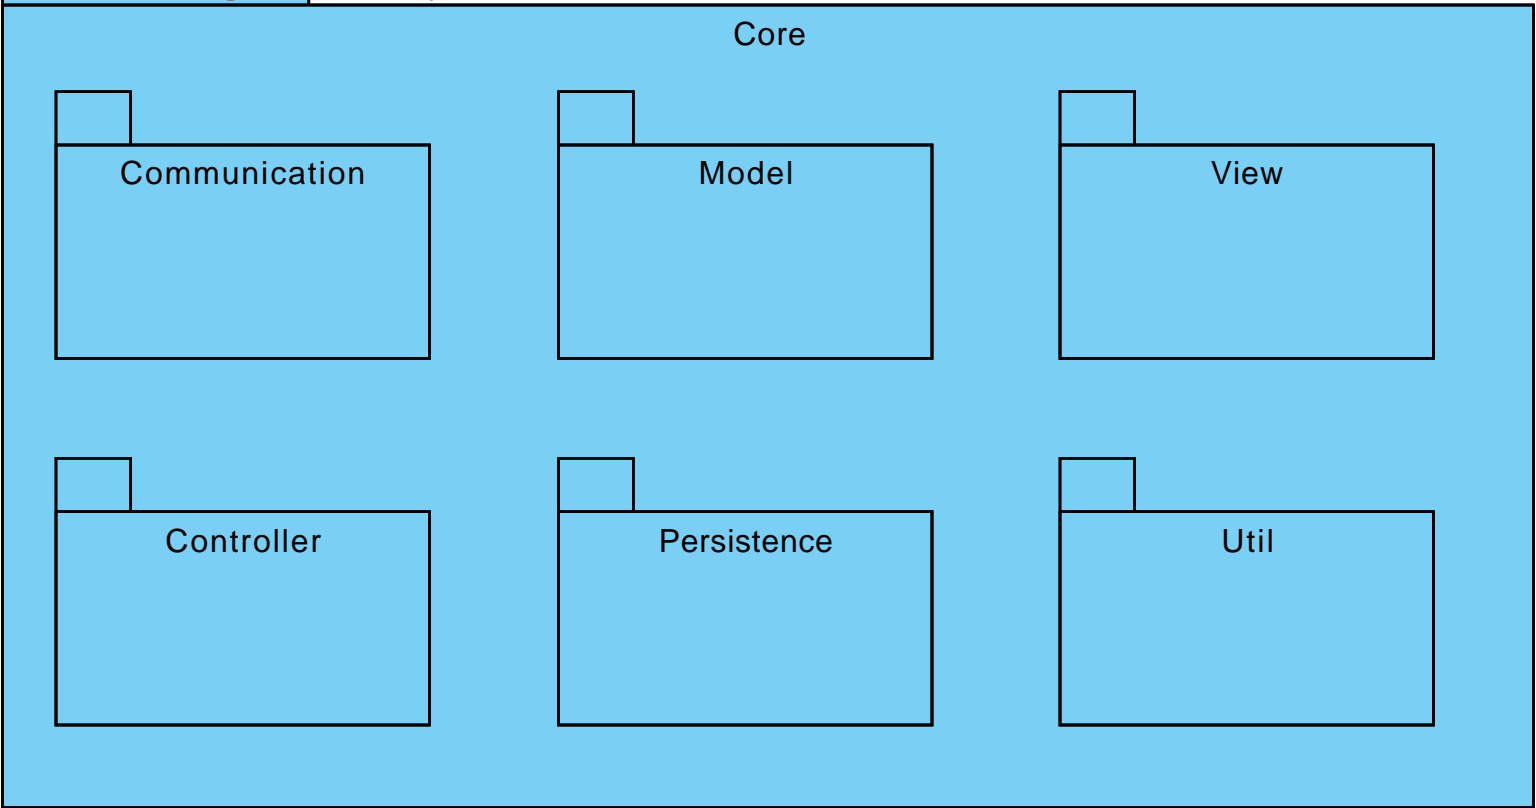 Core
Communication
Model
View
Controller
Persistence
Util